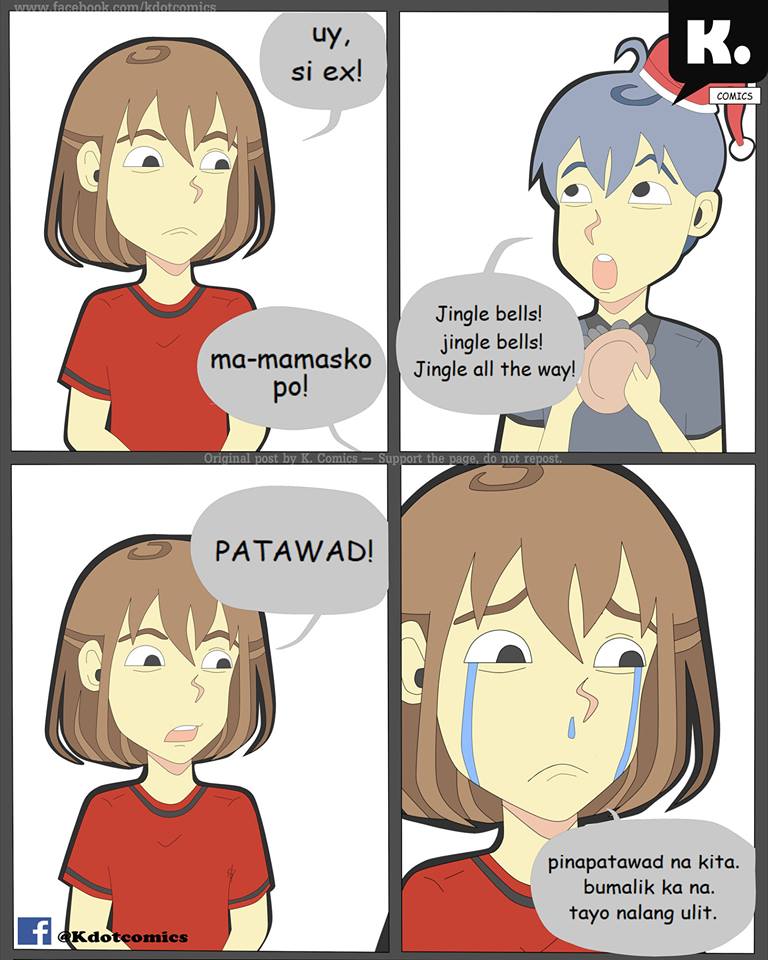 www.facebook.com/kdotcomics
uy,
si ex!
ma-mamasko
po!
K.
COMICS
Jingle bells!
jingle bells!
Jingle all the way!
Original post by K. Comics — Support the page, do not repost.
PATAWAD!
pinapatawad na kita.
bumalik ka na.
tayo nalang ulit.
f @Kdotcomics